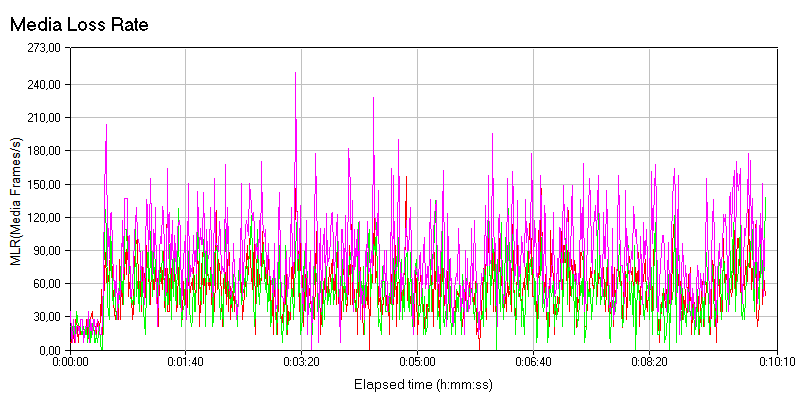 Media Loss Rate
273,00
240,00
210,00
180,00
150,00
120,00
90,00
60,00
30,00
0,00
MLR(Media Frames/s)
0:00:00 0:01:40 0:03:20 0:05:00 0:06:40 0:08:20 0:10:10
Elapsed time (h:mm:ss)